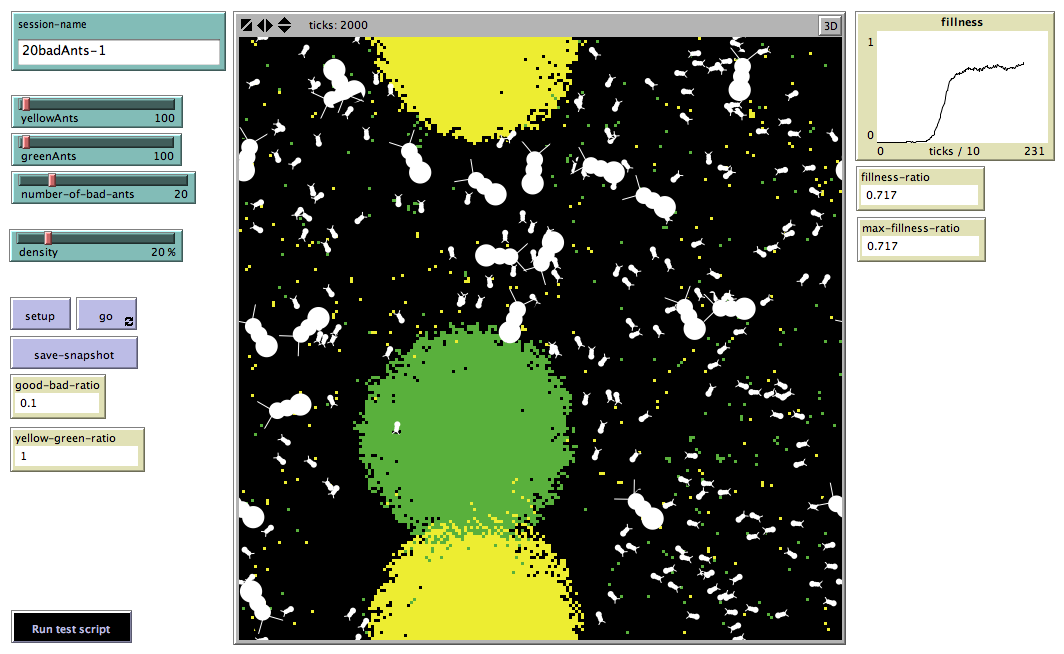 session-name
20badAnts-1
yellowAnts 100
greenAnts 100
number-of-bad-ants 20
density 20 %
setup go
save-snapshot
good-bad-ratio
0.1
yellow-green-ratio
1
Run test script
ticks: 2000 3D
fillness
1
0
0 ticks / 10 231
fillness-ratio
0.717
max-fillness-ratio
0.717